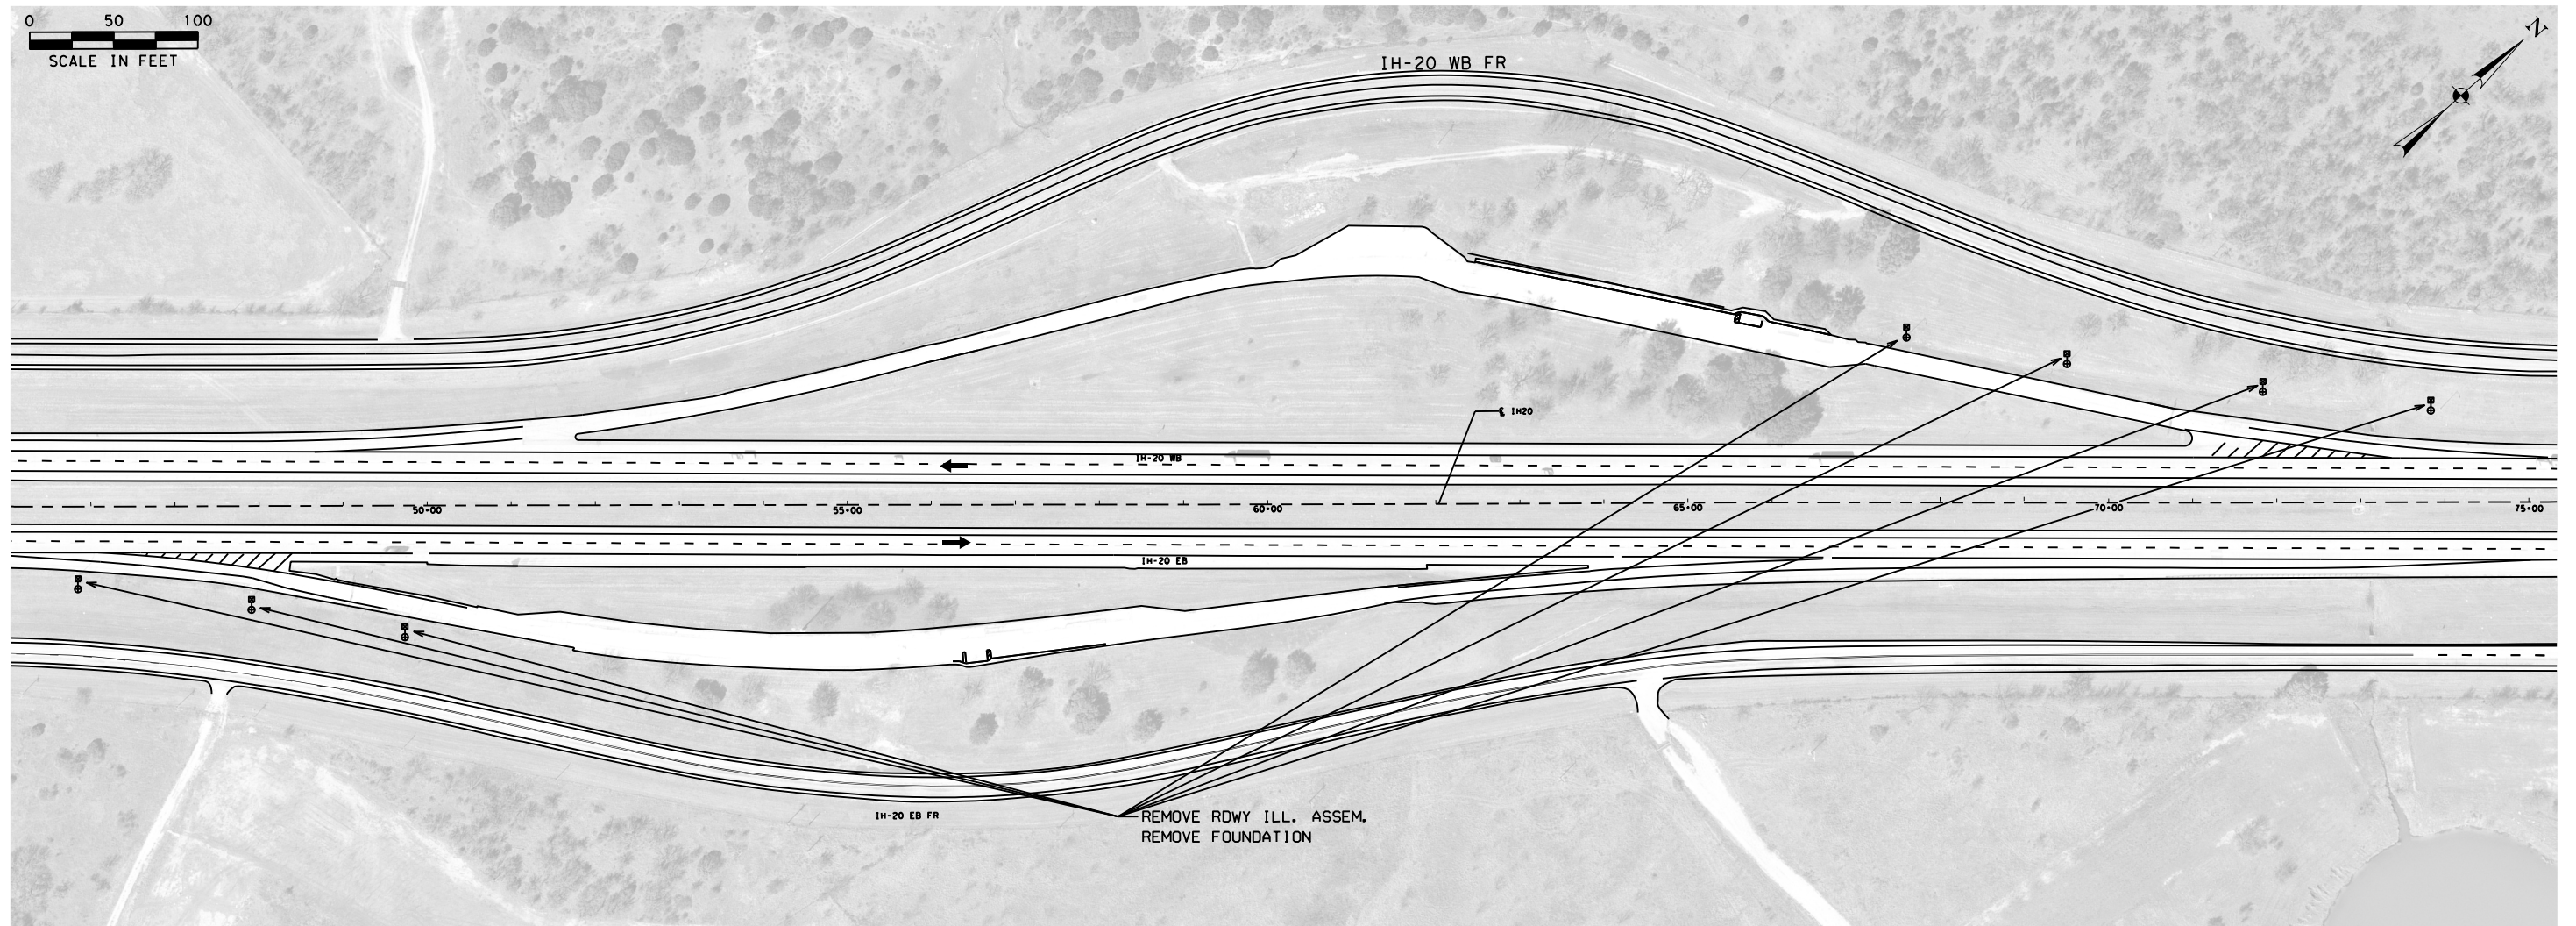 0 50 100
SCALE IN FEET
N
IH-20 WB FR
IH20
IH-20 WB
50+00 55+00 60+00 65+00 70+00 75+00
IH-20 EB
IH-20 EB FR
REMOVE RDWY ILL. ASSEM.
REMOVE FOUNDATION